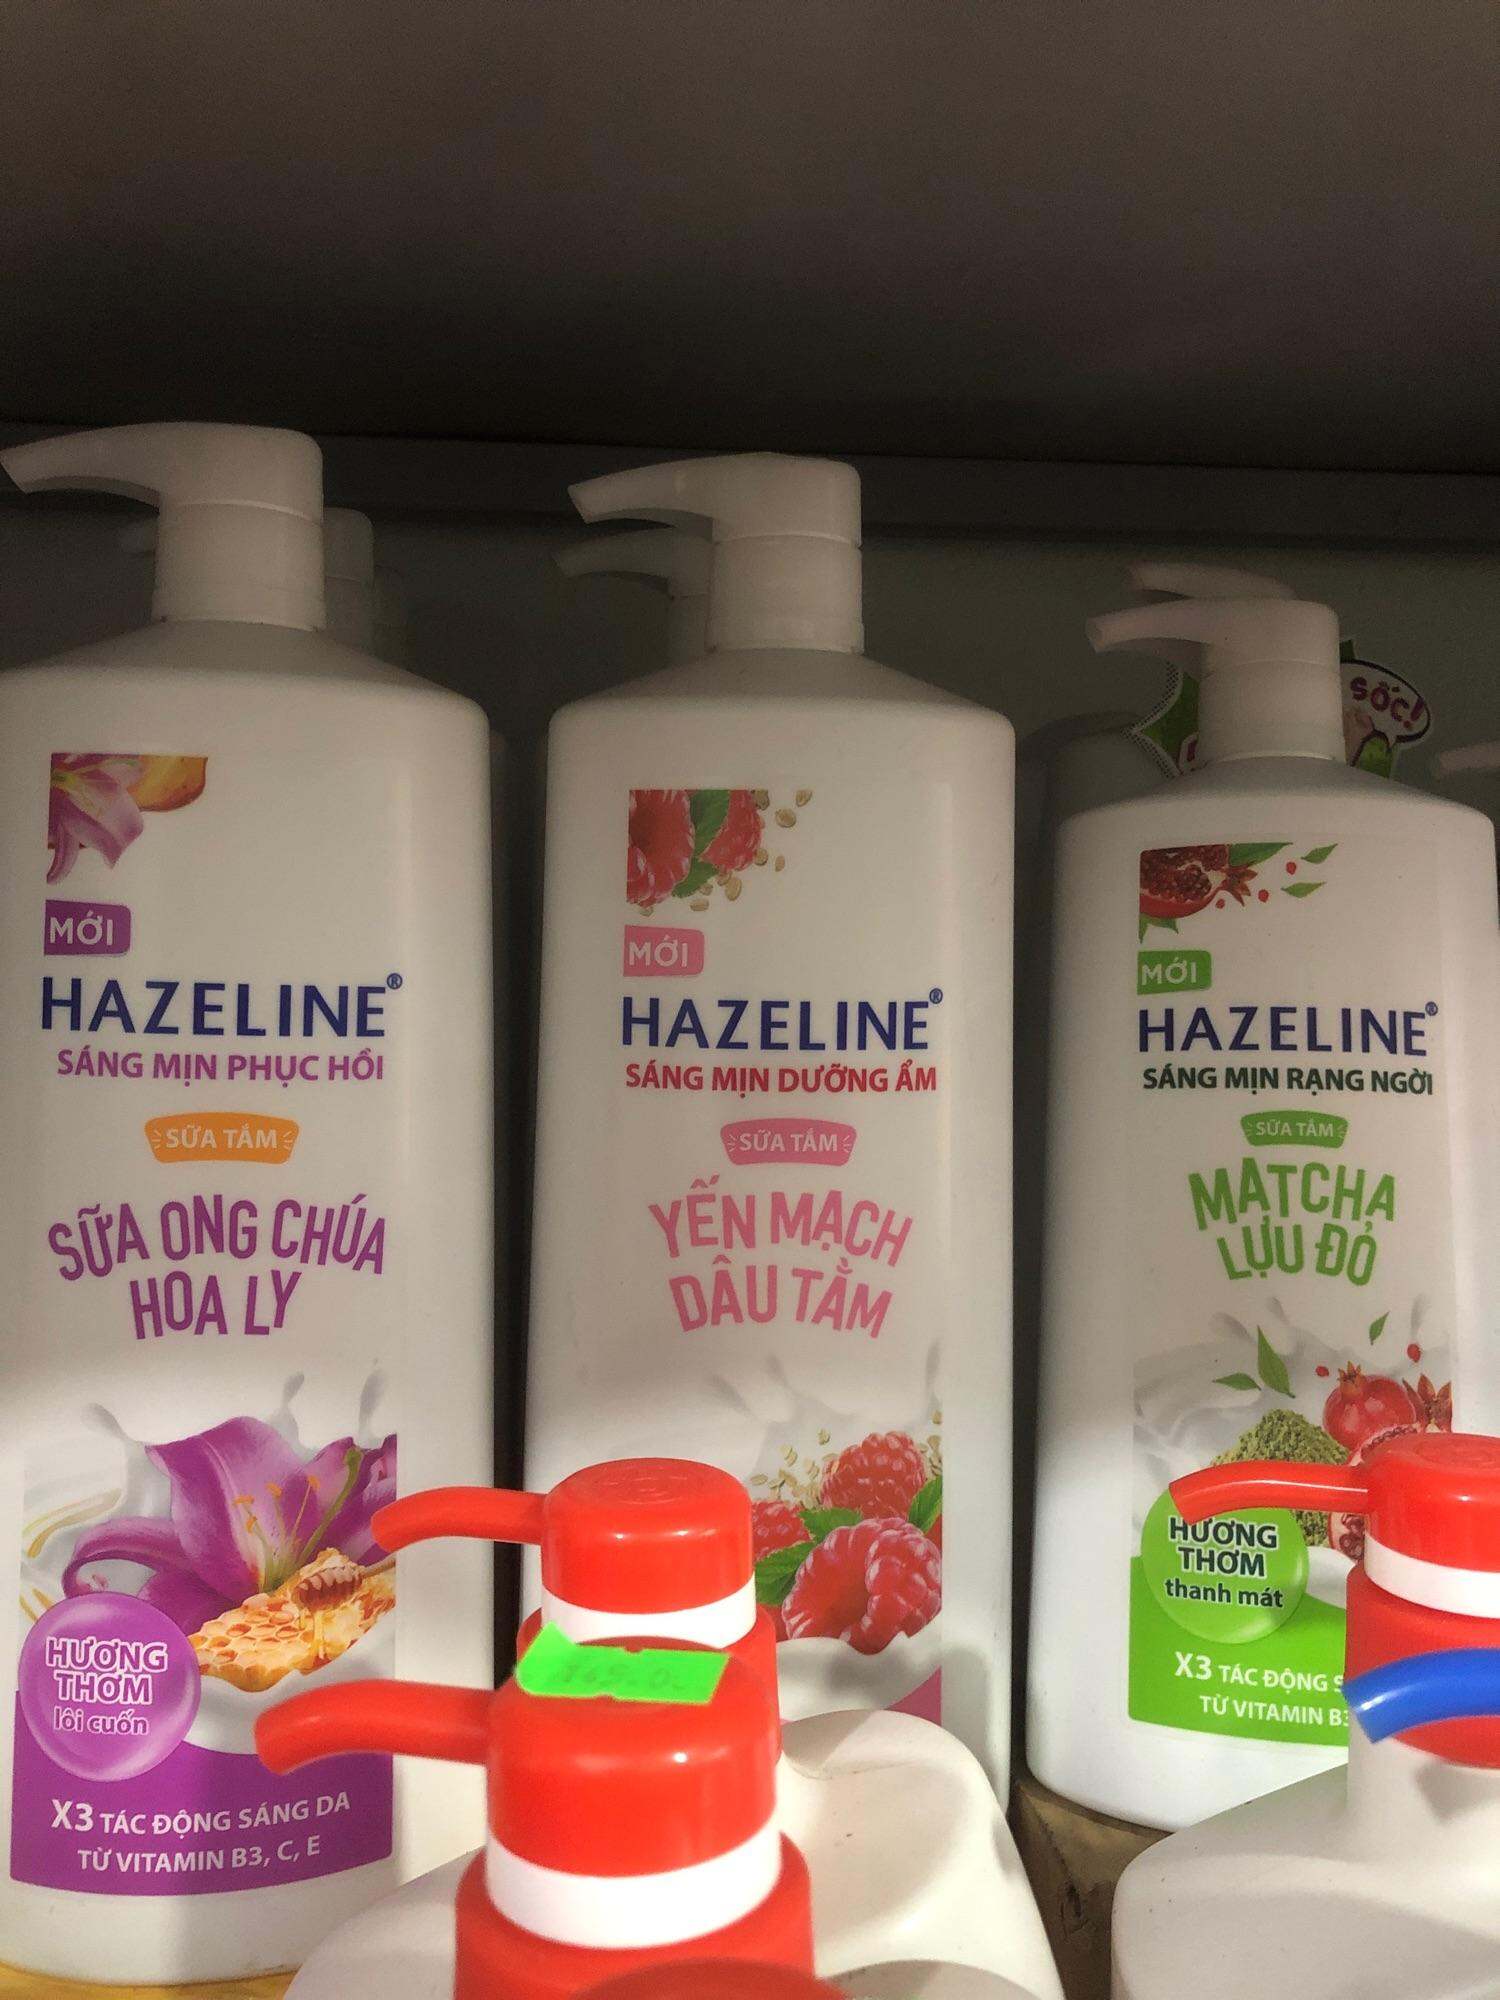 MỚI
HAZELINE®
SÁNG MỊN PHỤC HỒI
SỮA TẮM
SỮA ONG CHÚA
HOA LY
HƯƠNG
THƠM
lôi cuốn
X3 TÁC ĐỘNG SÁNG DA
TỪ VITAMIN B3, C, E
MỚI
HAZELINE®
SÁNG MỊN DƯỠNG ẨM
SỮA TẮM
YẾN MẠCH
DÂU TẰM
SỐC!
MỚI
HAZELINE®
SÁNG MỊN RẠNG NGỜI
SỮA TẮM
MATCHA
LỰU ĐỎ
HƯƠNG
THƠM
thanh mát
X3 TÁC ĐỘNG
TỪ VITAMIN